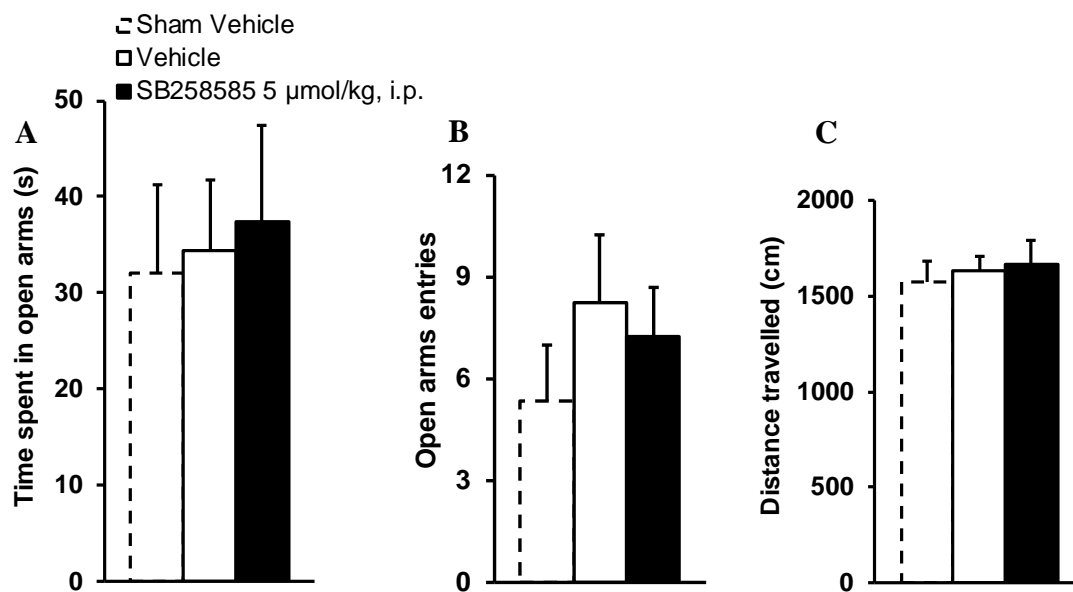 Sham Vehicle
Vehicle
SB258585 5 µmol/kg, i.p.
A
Time spent in open arms (s)
50
40
30
20
10
0
B
Open arms entries
12
9
6
3
0
C
Distance travelled (cm)
2000
1500
1000
500
0